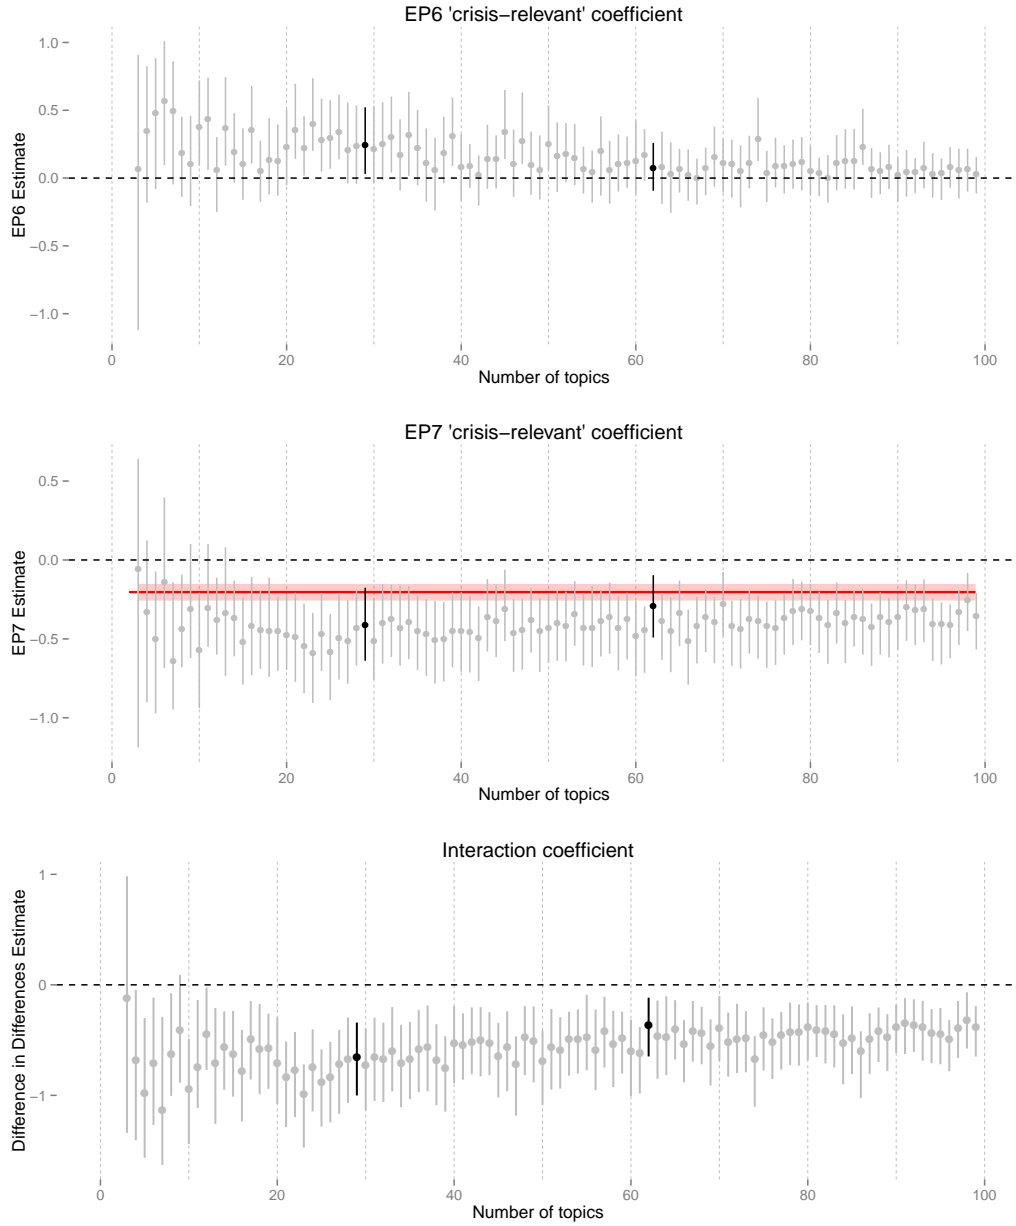 EP6 'crisis−relevant' coefficient
EP6 Estimate
1.0
0.5
0.0
−0.5
−1.0
0 20 40 60 80 100
Number of topics
EP7 'crisis−relevant' coefficient
EP7 Estimate
0.5
0.0
−0.5
−1.0
0 20 40 60 80 100
Number of topics
Interaction coefficient
Difference in Differences Estimate
1
0
−1
0 20 40 60 80 100
Number of topics